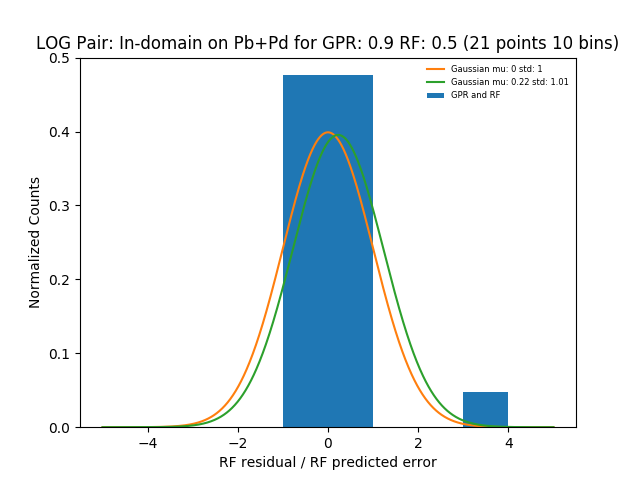 LOG Pair: In-domain on Pb+Pd for GPR: 0.9 RF: 0.5 (21 points 10 bins)
Gaussian mu: 0 std: 1
Gaussian mu: 0.22 std: 1.01
GPR and RF
0.5
0.4
0.3
0.2
0.1
0.0
Normalized Counts
−4
−2
0
2
4
RF residual / RF predicted error